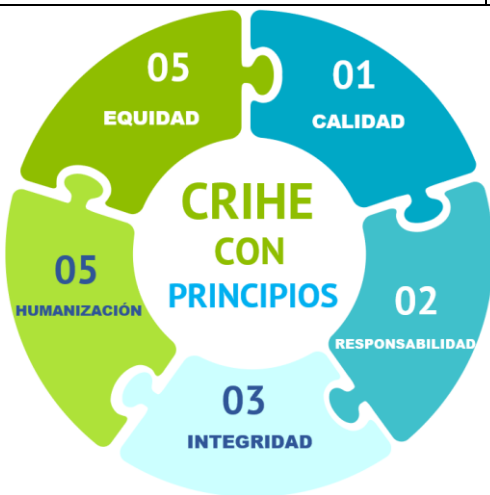 CRIHE
CON
PRINCIPIOS
01
CALIDAD
02
RESPONSABILIDAD
03
INTEGRIDAD
05
HUMANIZACIÓN
05
EQUIDAD